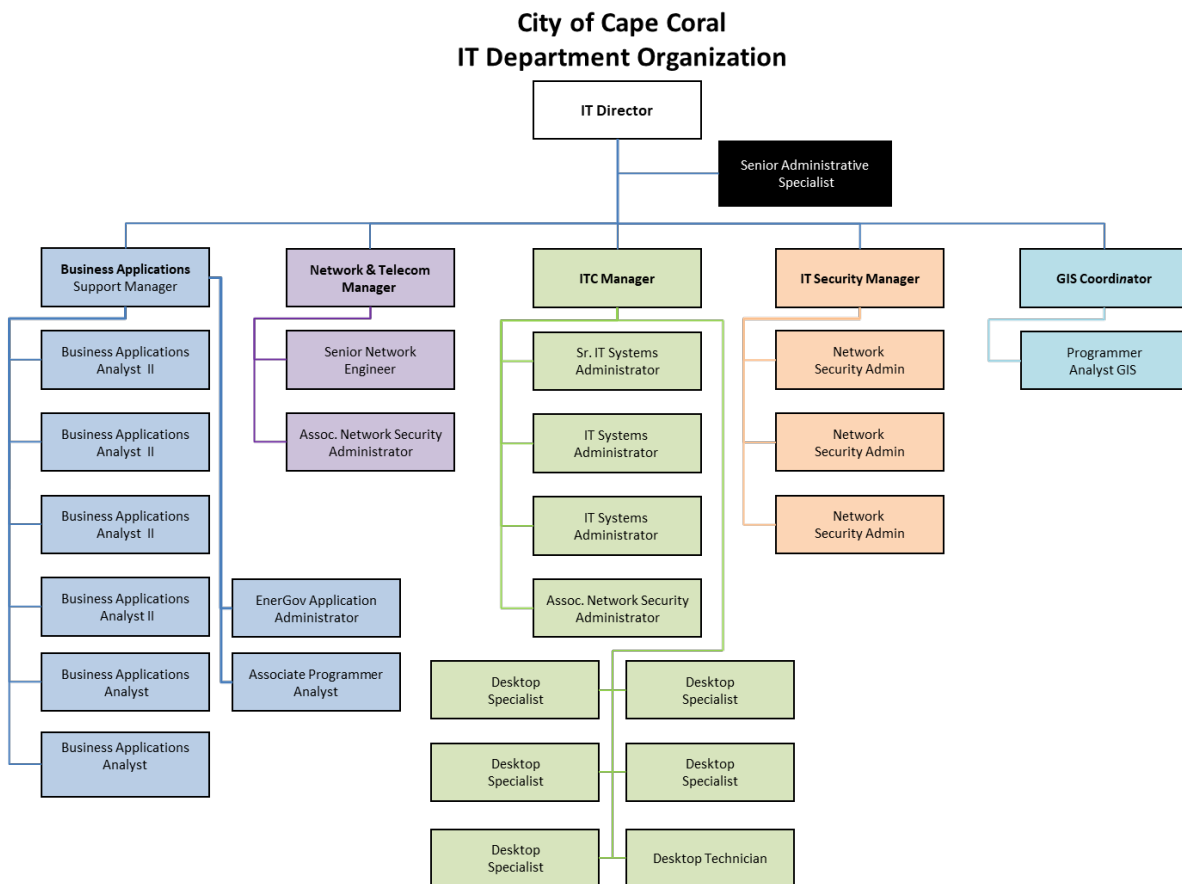 City of Cape Coral
IT Department Organization
IT Director
Senior Administrative
Specialist
Business Applications
Support Manager
Network & Telecom
Manager
ITC Manager
IT Security Manager
GIS Coordinator
Business Applications
Analyst II
Senior Network
Engineer
Sr. IT Systems
Administrator
Network
Security Admin
Programmer
Analyst GIS
Business Applications
Analyst II
Assoc. Network Security
Administrator
IT Systems
Administrator
Network
Security Admin
Business Applications
Analyst II
IT Systems
Administrator
Network
Security Admin
Business Applications
Analyst II
EnerGov Application
Administrator
Assoc. Network Security
Administrator
Business Applications
Analyst
Associate Programmer
Analyst
Desktop
Specialist
Desktop
Specialist
Business Applications
Analyst
Desktop
Specialist
Desktop
Specialist
Desktop
Specialist
Desktop Technician